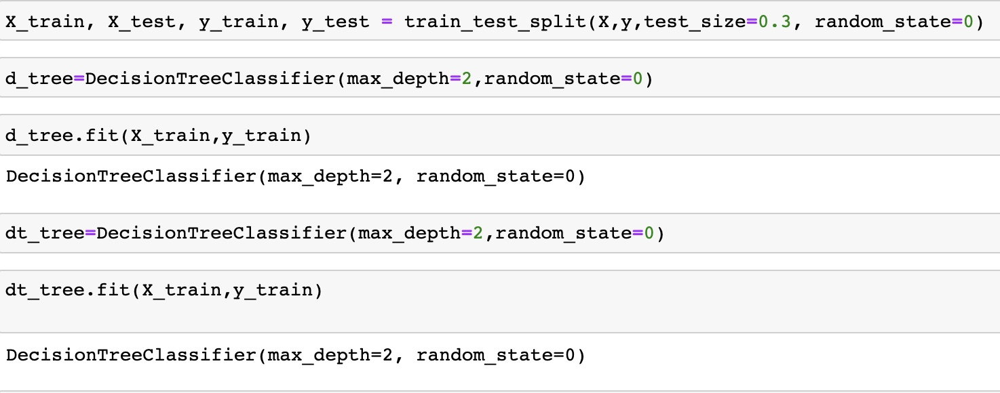 X_train, X_test, y_train, y_test = train_test_split(X,y,test_size=0.3, random_state=0)
d_tree=DecisionTreeClassifier(max_depth=2,random_state=0)
d_tree.fit(X_train,y_train)
DecisionTreeClassifier(max_depth=2, random_state=0)
dt_tree=DecisionTreeClassifier(max_depth=2,random_state=0)
dt_tree.fit(X_train,y_train)
DecisionTreeClassifier(max_depth=2, random_state=0)